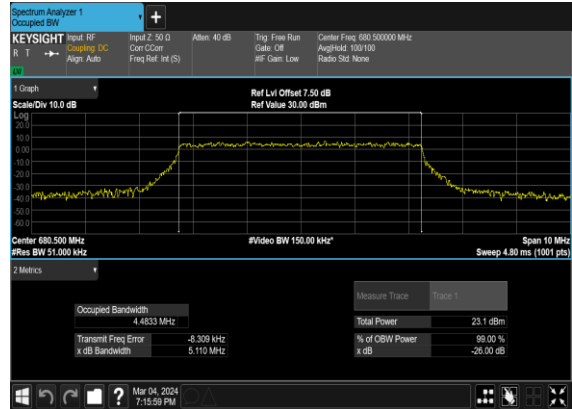 Spectrum Analyzer 1
Occupied BW
+
KEYSIGHT Input: RF Input Z: 50 Ω Atten: 40 dB Trig: Free Run Center Freq: 680.500000 MHz
R T Coupling: DC Corr CCorr Gate: Off Avg|Hold: 100/100
Align: Auto Freq Ref: Int (S) #IF Gain: Low Radio Std: None
LXI
1 Graph Ref Lvl Offset 7.50 dB
Scale/Div 10.0 dB Ref Value 30.00 dBm
Log
20.0
10.0
0.00
-10.0
-20.0
-30.0
-40.0
-50.0
-60.0
Center 680.500 MHz #Video BW 150.00 kHz* Span 10 MHz
#Res BW 51.000 kHz Sweep 4.80 ms (1001 pts)
2 Metrics
Measure Trace Trace 1
Occupied Bandwidth
4.4833 MHz Total Power 23.1 dBm
Transmit Freq Error -8.309 kHz % of OBW Power 99.00 %
x dB Bandwidth 5.110 MHz x dB -26.00 dB
? Mar 04, 2024
7:15:59 PM